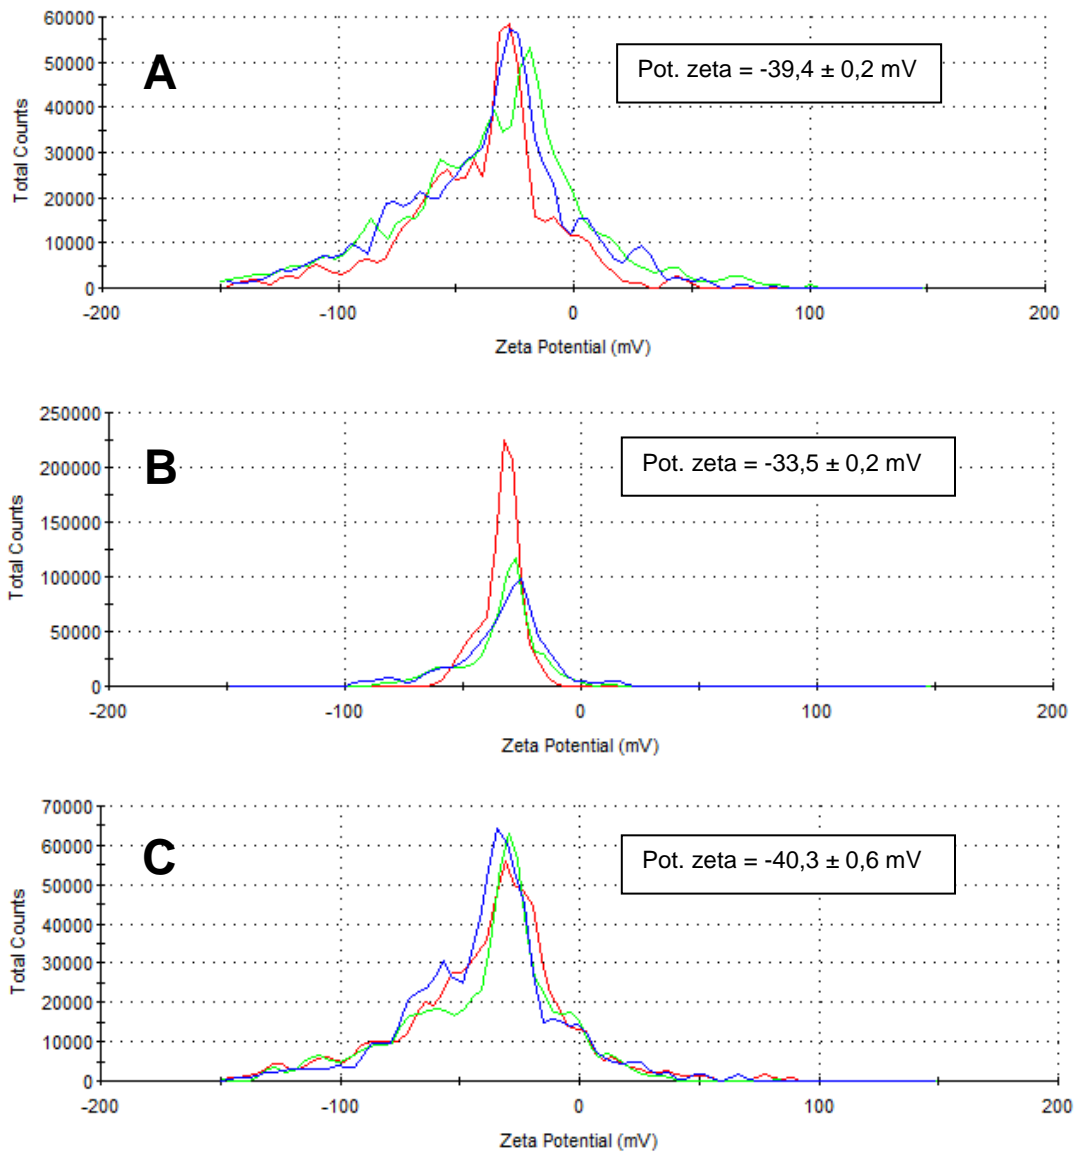 60000
50000
40000
30000
20000
10000
0
Total Counts
A
Pot. zeta = -39,4 ± 0,2 mV
-200 -100 0 100 200
Zeta Potential (mV)
250000
200000
150000
100000
50000
0
Total Counts
B
Pot. zeta = -33,5 ± 0,2 mV
-200 -100 0 100 200
Zeta Potential (mV)
70000
60000
50000
40000
30000
20000
10000
0
Total Counts
C
Pot. zeta = -40,3 ± 0,6 mV
-200 -100 0 100 200
Zeta Potential (mV)